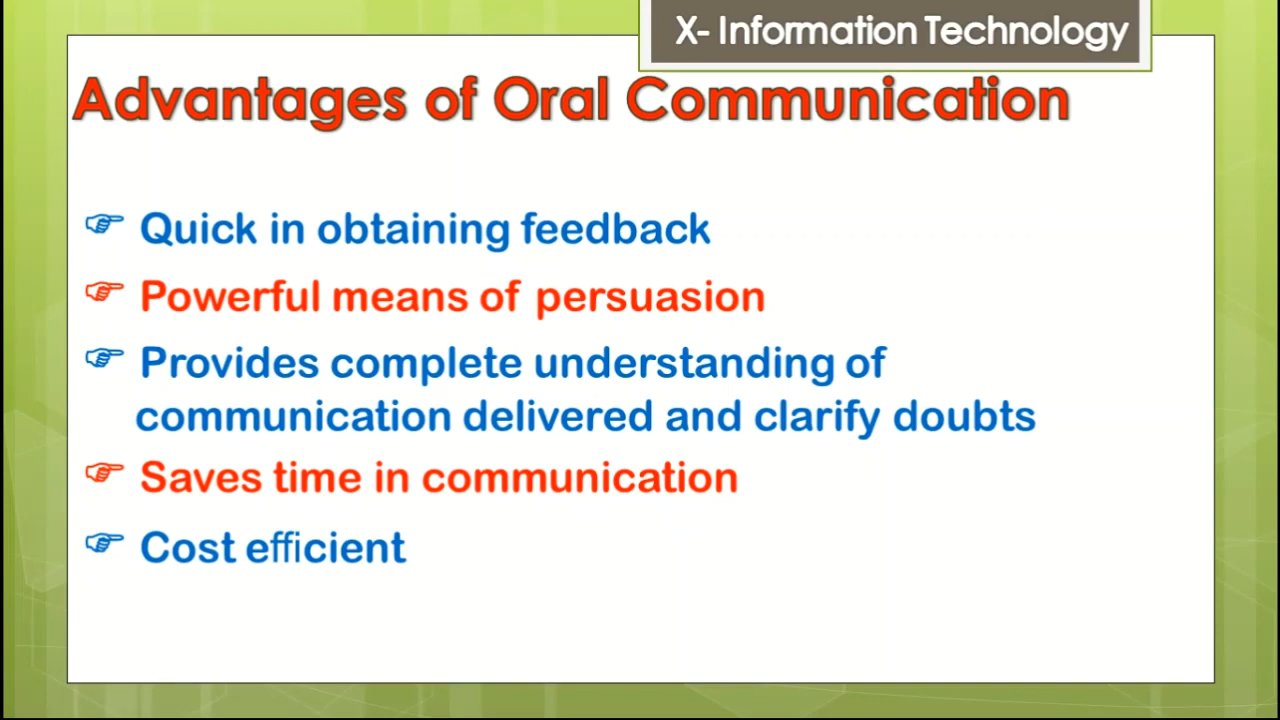 X- Information Technology
Advantages of Oral Communication
☞ Quick in obtaining feedback
☞ Powerful means of persuasion
☞ Provides complete understanding of
communication delivered and clarify doubts
☞ Saves time in communication
☞ Cost efficient